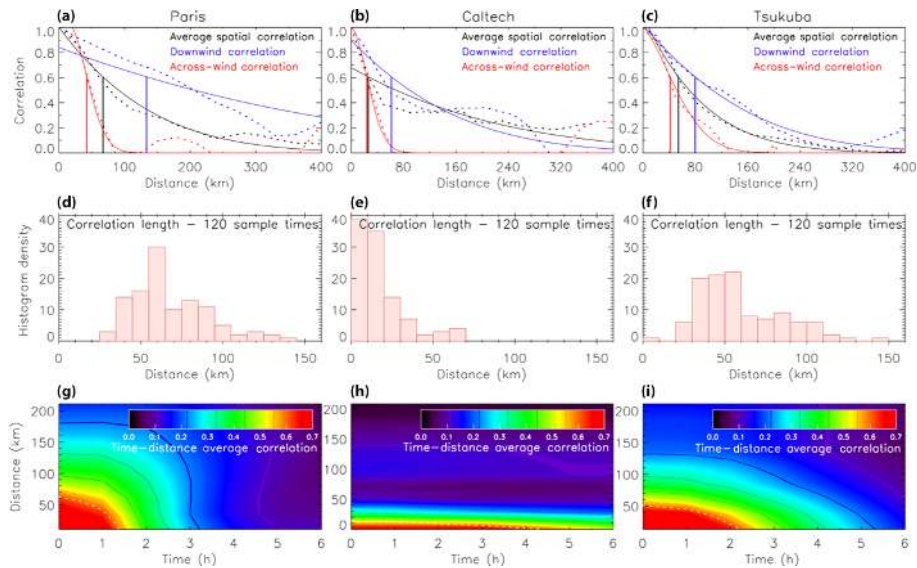 (a) Paris
(b) Caltech
(c) Tsukuba
Correlation
1.0
0.8
0.6
0.4
0.2
0.0
Average spatial correlation
Downwind correlation
Across-wind correlation
Average spatial correlation
Downwind correlation
Across-wind correlation
Average spatial correlation
Downwind correlation
Across-wind correlation
0 100 200 300 400
0 80 160 240 320 400
0 80 160 240 320 400
Distance (km)
Distance (km)
Distance (km)
(d)
(e)
(f)
Histogram density
40
30
20
10
0
Correlation length - 120 sample times
Correlation length - 120 sample times
Correlation length - 120 sample times
0 50 100 150
0 50 100 150
0 50 100 150
Distance (km)
Distance (km)
Distance (km)
(g)
(h)
(i)
Distance (km)
200
150
100
50
200
150
100
50
0
200
150
100
50
0.0 0.1 0.2 0.3 0.4 0.5 0.6 0.7
Time-distance average correlation
0.0 0.1 0.2 0.3 0.4 0.5 0.6 0.7
Time-distance average correlation
0.0 0.1 0.2 0.3 0.4 0.5 0.6 0.7
Time-distance average correlation
0 1 2 3 4 5 6
0 1 2 3 4 5 6
0 1 2 3 4 5 6
Time (h)
Time (h)
Time (h)